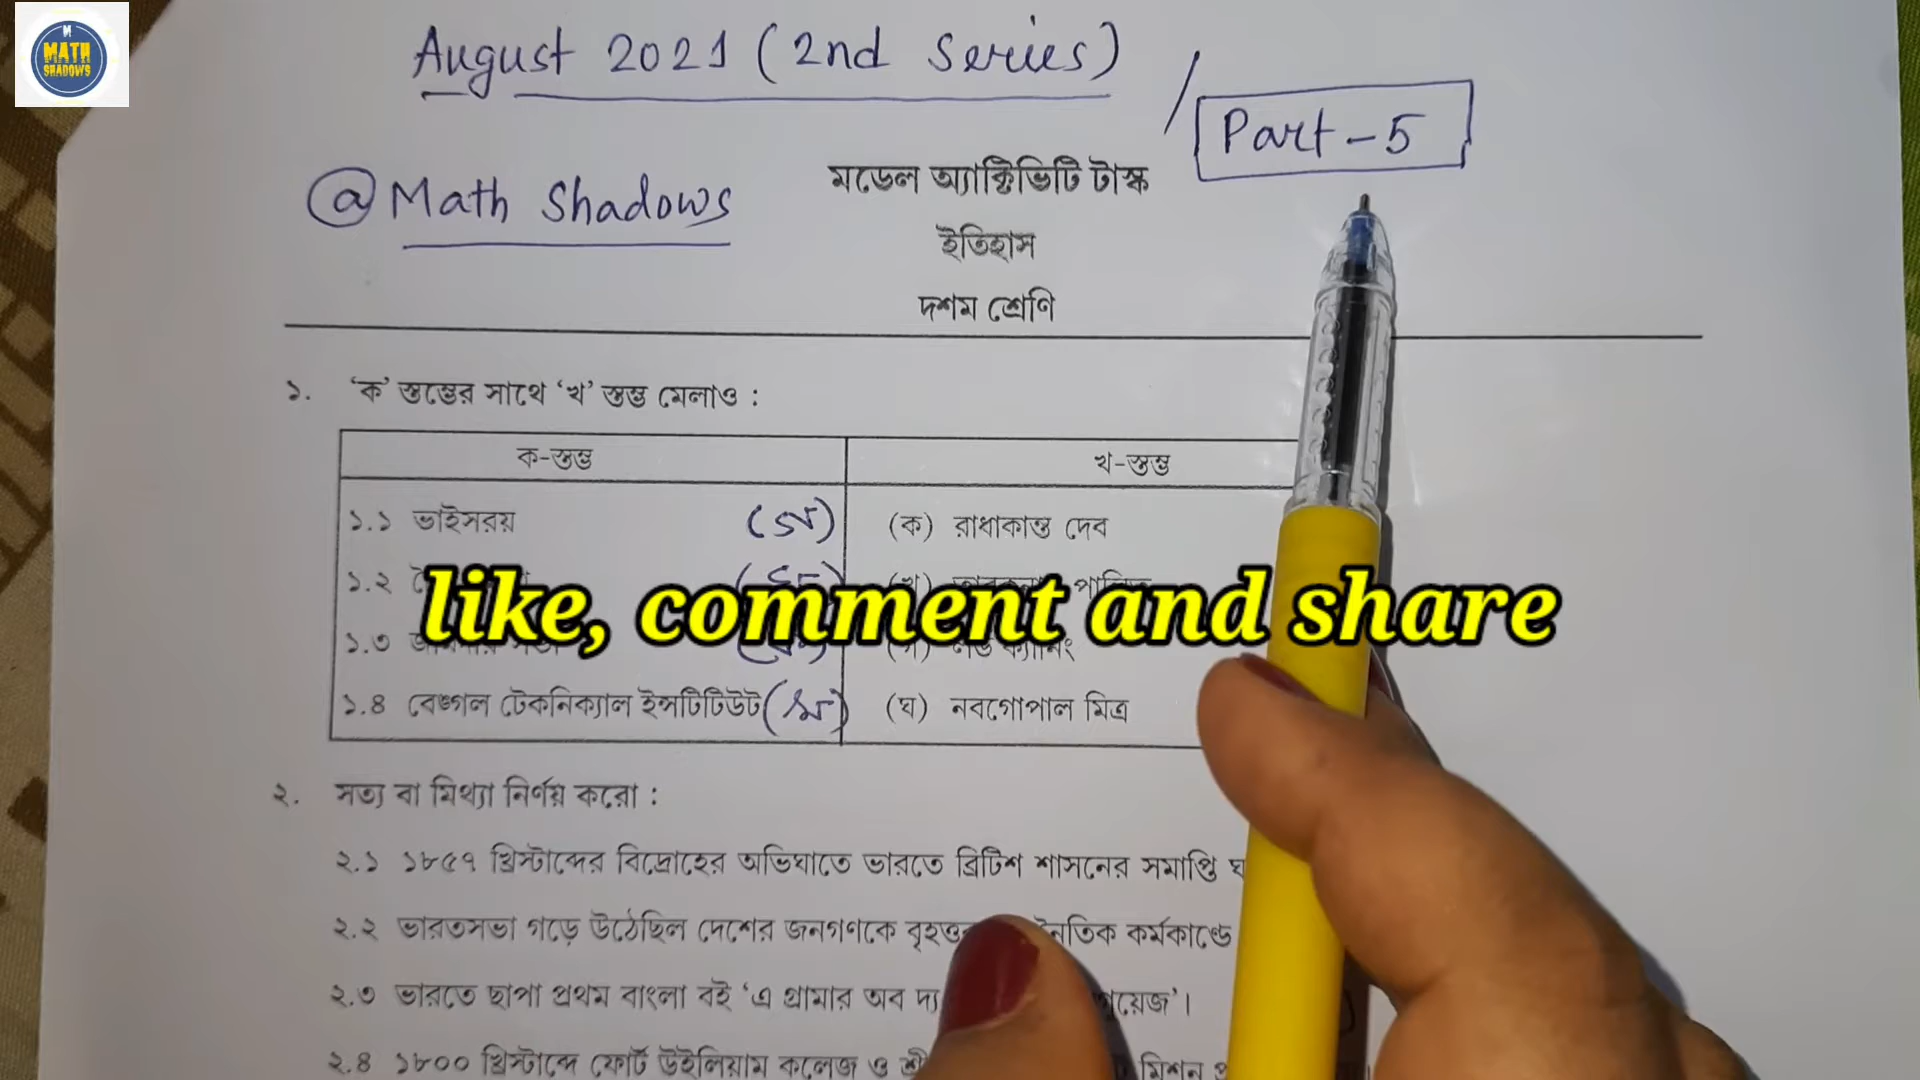 M
MATH
SHADOWS
August 2021 (2nd Series)
/ Part - 5
@Math Shadows
মডেল অ্যাক্টিভিটি টাস্ক
ইতিহাস
দশম শ্রেণি
১. ‘ক’ স্তম্ভের সাথে ‘খ’ স্তম্ভ মেলাও :
ক-স্তম্ভ খ-স্তম্ভ
১.১ ভাইসরয় (গ) (ক) রাধাকান্ত দেব
১.২
like, comment and share
১.৩
১.৪ বেঙ্গল টেকনিক্যাল ইন্সটিটিউট (খ) (ঘ) নবগোপাল মিত্র
২. সত্য বা মিথ্যা নির্ণয় করো :
২.১ ১৮৫৭ খ্রিস্টাব্দের বিদ্রোহের অভিঘাতে ভারতে ব্রিটিশ শাসনের সমাপ্তি
২.২ ভারতসভা গড়ে উঠেছিল দেশের জনগণকে কর্মকাণ্ডে
২.৩ ভারতে ছাপা প্রথম বাংলা বই ‘এ গ্রামার অব দ্য
২.৪ ১৮০০ খ্রিস্টাব্দে ফোর্ট উইলিয়াম কলেজ ও মিশন